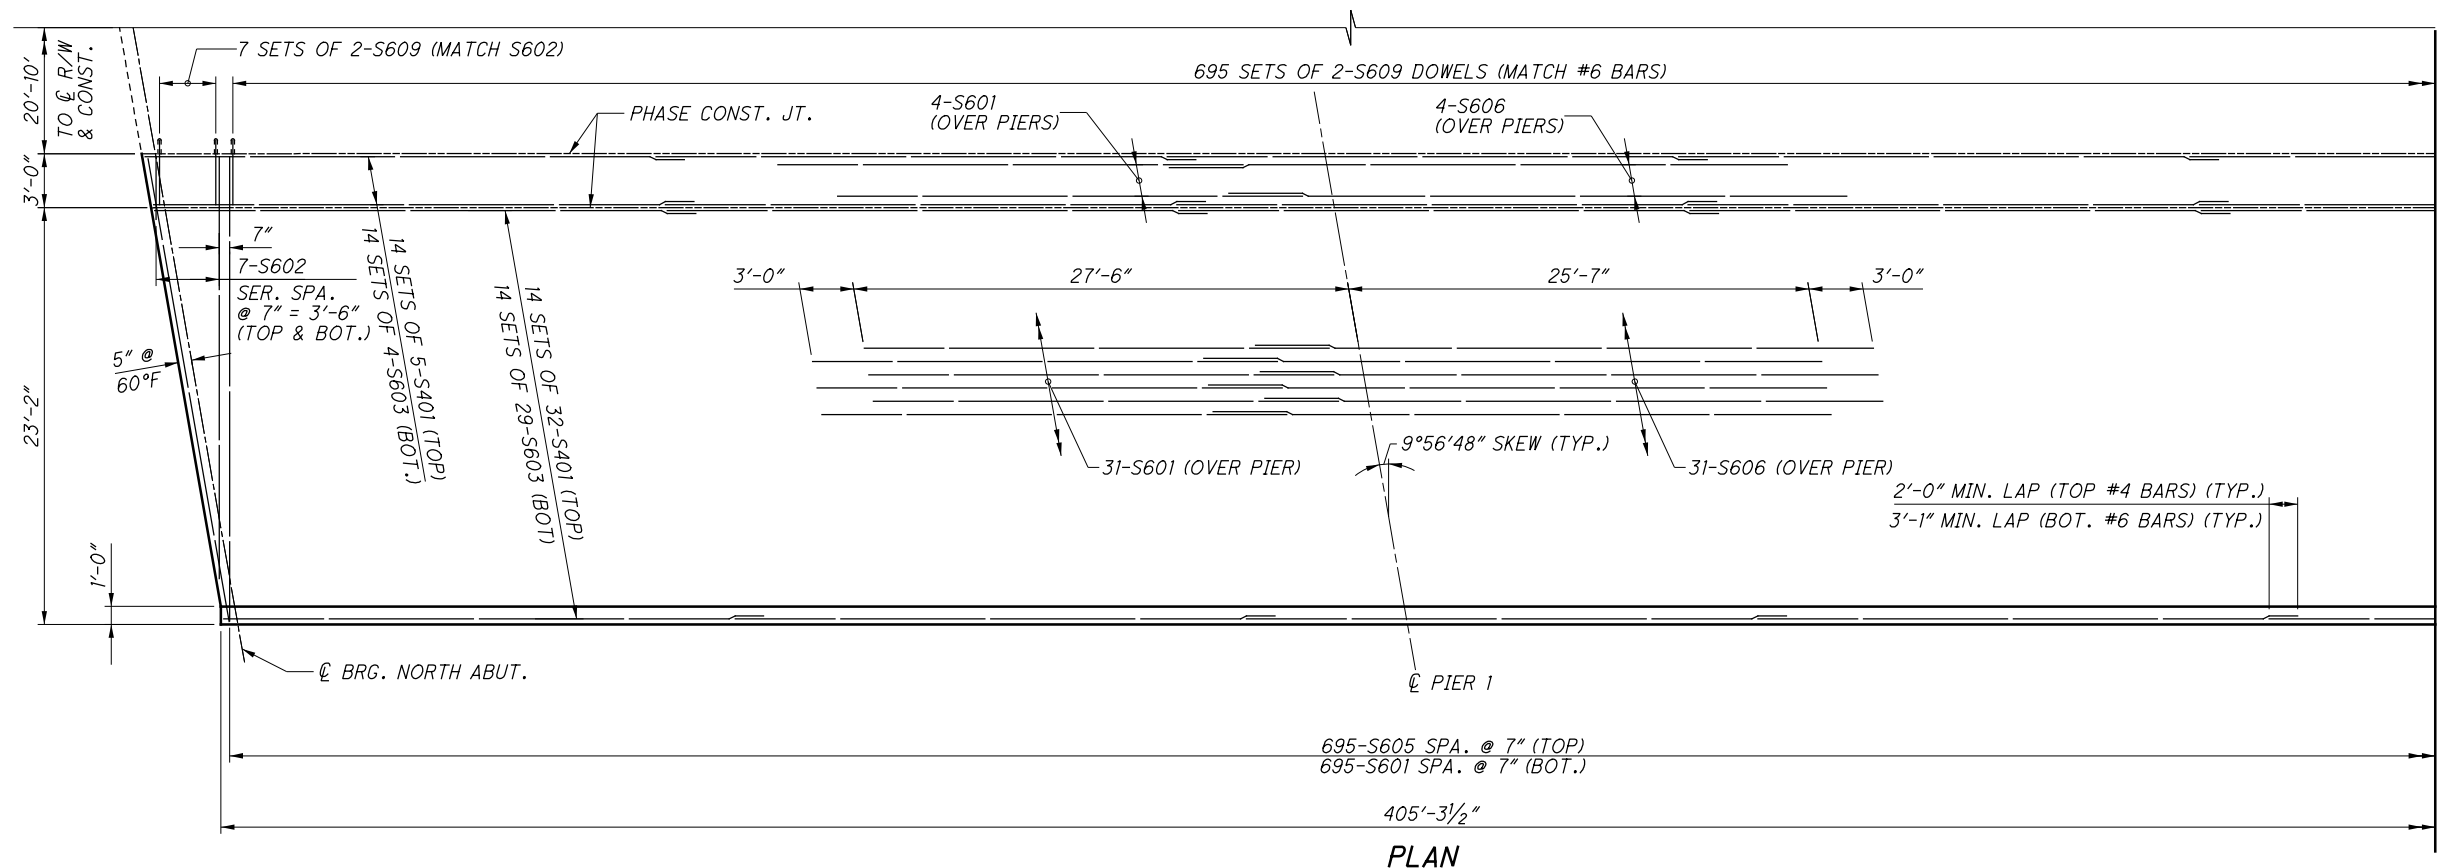 7 SETS OF 2-S609 (MATCH S602)
695 SETS OF 2-S609 DOWELS (MATCH #6 BARS)
20'-10"
TO ℄ R/W
& CONST.
PHASE CONST. JT.
4-S601
(OVER PIERS)
4-S606
(OVER PIERS)
3'-0"
7"
7-S602
SER. SPA.
@ 7" = 3'-6"
(TOP & BOT.)
14 SETS OF 5-S401 (TOP)
14 SETS OF 4-S603 (BOT.)
14 SETS OF 32-S401 (TOP)
14 SETS OF 29-S603 (BOT)
3'-0"
27'-6"
25'-7"
3'-0"
5" @
60°F
23'-2"
9°56'48" SKEW (TYP.)
31-S601 (OVER PIER)
31-S606 (OVER PIER)
2'-0" MIN. LAP (TOP #4 BARS) (TYP.)
3'-1" MIN. LAP (BOT. #6 BARS) (TYP.)
1'-0"
℄ BRG. NORTH ABUT.
℄ PIER 1
695-S605 SPA. @ 7" (TOP)
695-S601 SPA. @ 7" (BOT.)
405'-3½"
PLAN